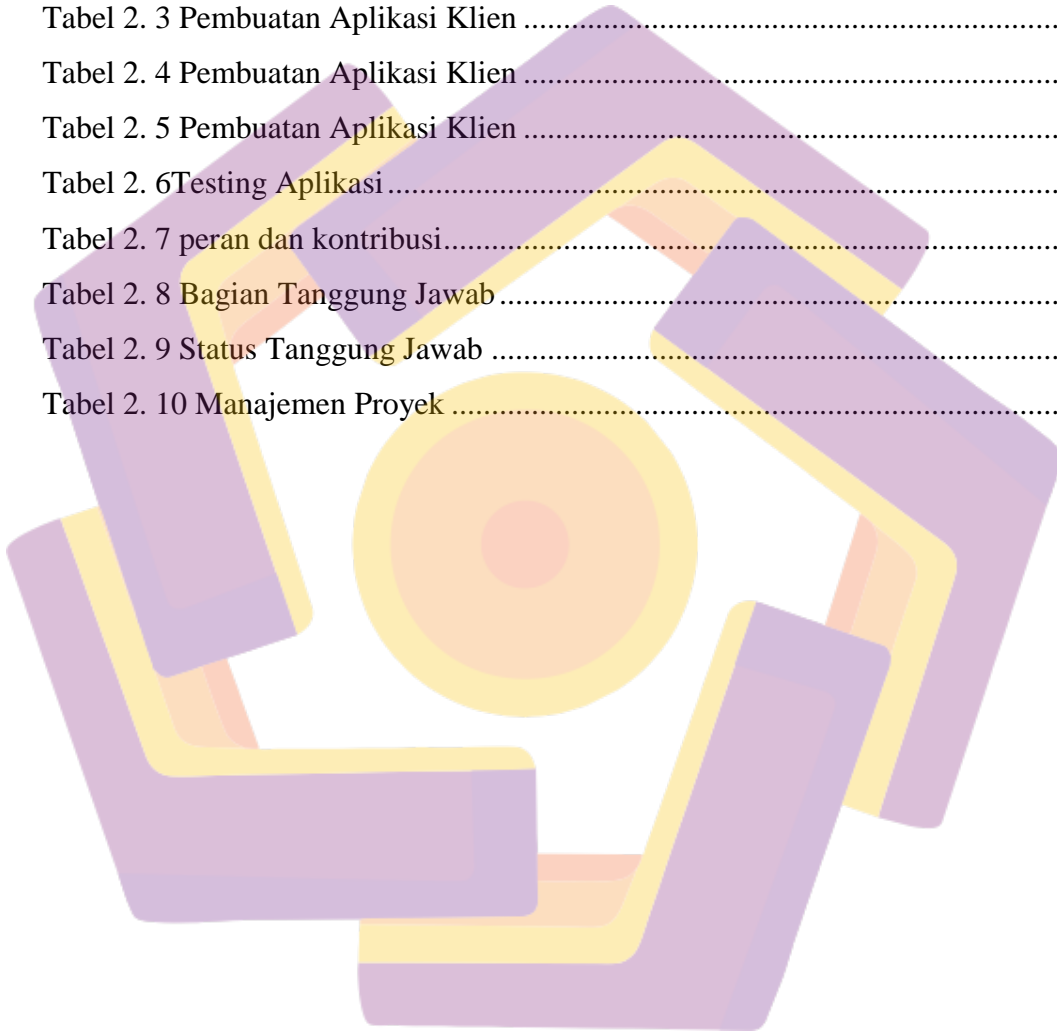 Tabel 2. 3 Pembuatan Aplikasi Klien ........................................................................
Tabel 2. 4 Pembuatan Aplikasi Klien ........................................................................
Tabel 2. 5 Pembuatan Aplikasi Klien ........................................................................
Tabel 2. 6Testing Aplikasi ........................................................................................
Tabel 2. 7 peran dan kontribusi.................................................................................
Tabel 2. 8 Bagian Tanggung Jawab ..........................................................................
Tabel 2. 9 Status Tanggung Jawab ...........................................................................
Tabel 2. 10 Manajemen Proyek ................................................................................